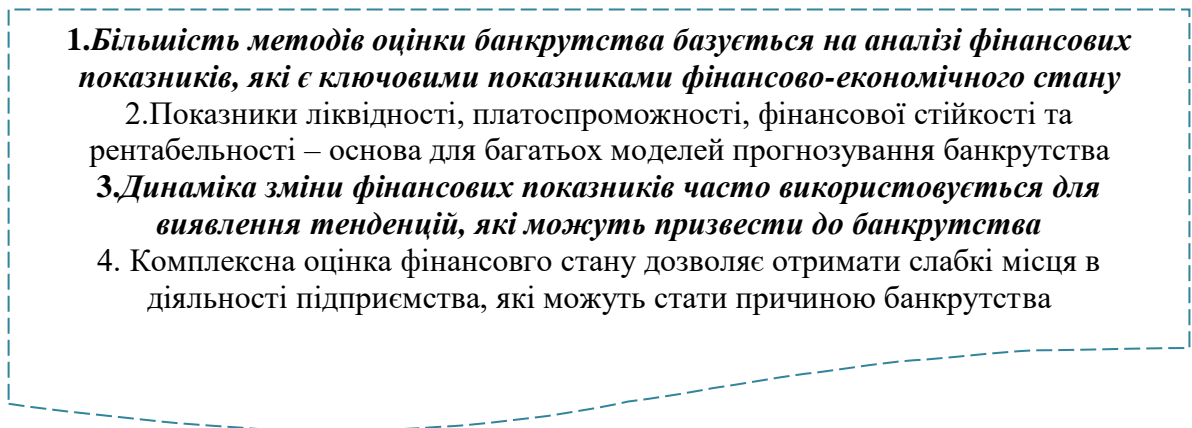 1.Більшість методів оцінки банкрутства базується на аналізі фінансових
показників, які є ключовими показниками фінансово-економічного стану
2.Показники ліквідності, платоспроможності, фінансової стійкості та
рентабельності – основа для багатьох моделей прогнозування банкрутства
3.Динаміка зміни фінансових показників часто використовується для
виявлення тенденцій, які можуть призвести до банкрутства
4. Комплексна оцінка фінансовго стану дозволяє отримати слабкі місця в
діяльності підприємства, які можуть стати причиною банкрутства